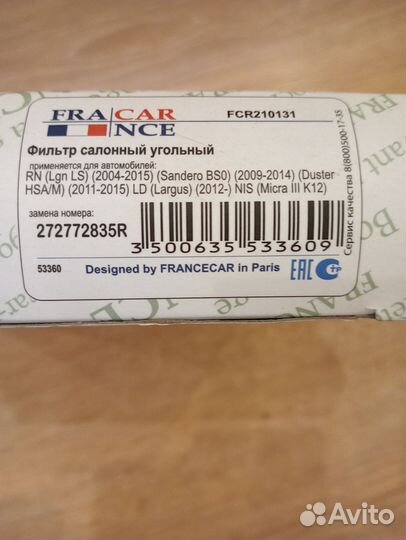 FRA CAR
NCE
FCR210131
Фильтр салонный угольный
применяется для автомобилей:
RN (Lgn LS) (2004-2015) (Sandero BS0) (2009-2014) (Duster
HSA/M) (2011-2015) LD (Largus) (2012-) NIS (Micra III K12)
замена номера:
272772835R
3 500635 533609
53360
Designed by FRANCECAR in Paris
EAC
Сервис качества 8(800)500-17-35
Avito